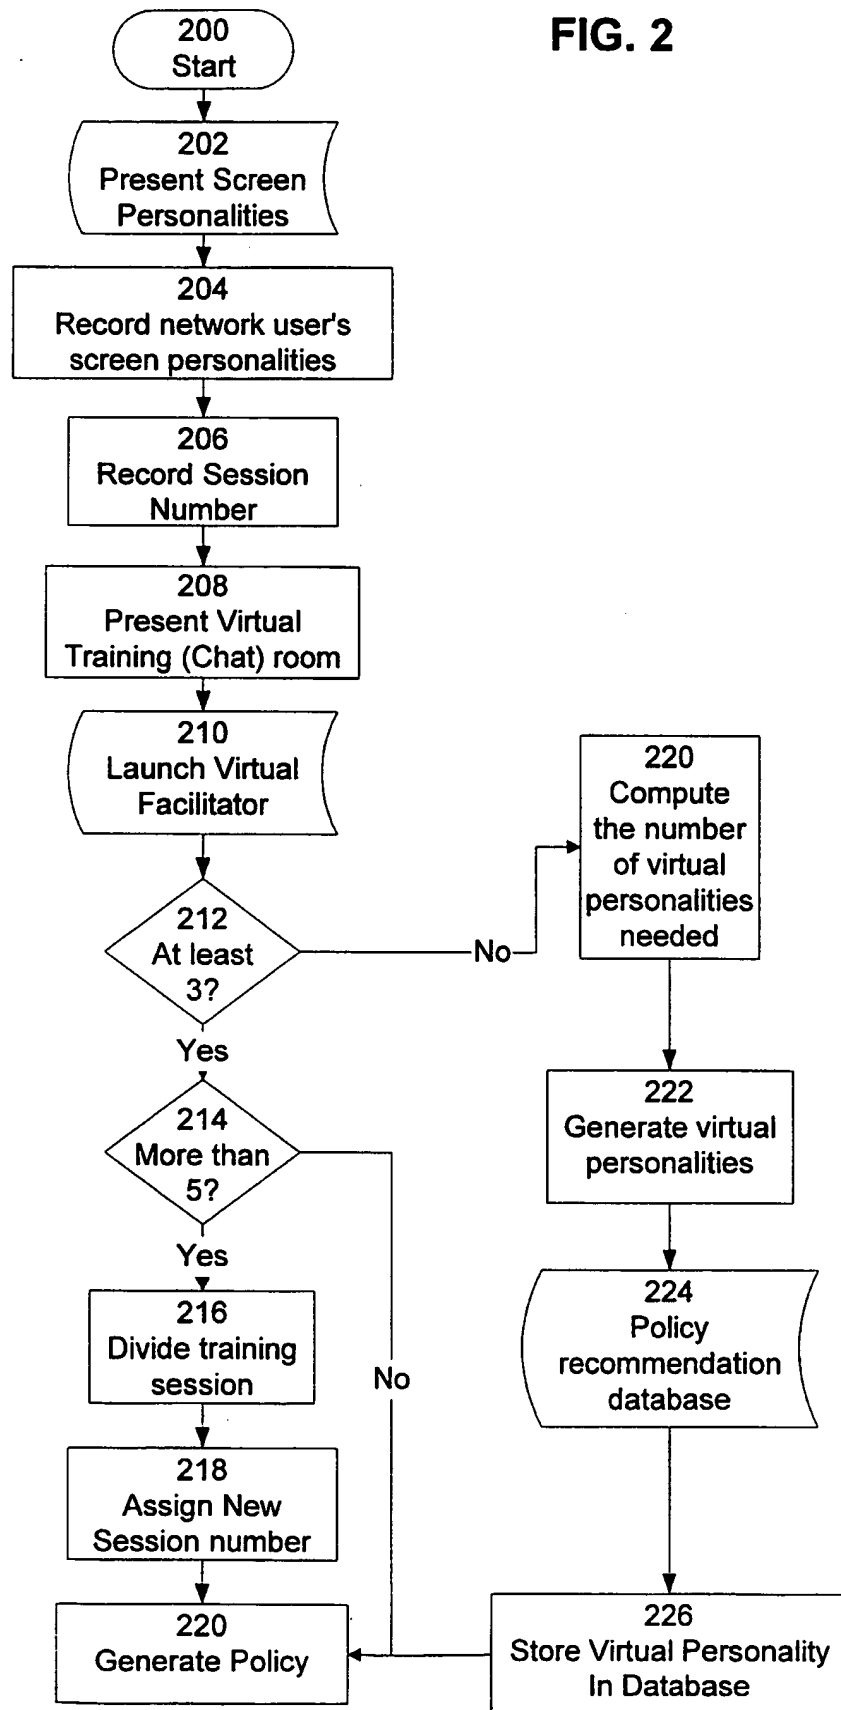 FIG. 2
200
Start
202
Present Screen
Personalities
204
Record network user's
screen personalities
206
Record Session
Number
208
Present Virtual
Training (Chat) room
210
Launch Virtual
Facilitator
212
At least
3?
No
Yes
214
More than
5?
No
Yes
216
Divide training
session
218
Assign New
Session number
220
Generate Policy
220
Compute
the number
of virtual
personalities
needed
222
Generate virtual
personalities
224
Policy
recommendation
database
226
Store Virtual Personality
In Database